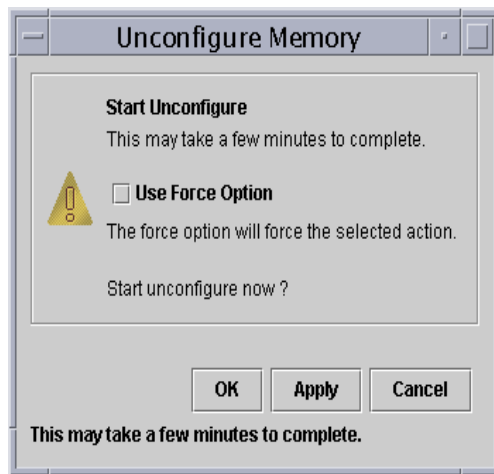 Unconfigure Memory
Start Unconfigure
This may take a few minutes to complete.
Use Force Option
The force option will force the selected action.
Start unconfigure now ?
OK Apply Cancel
This may take a few minutes to complete.